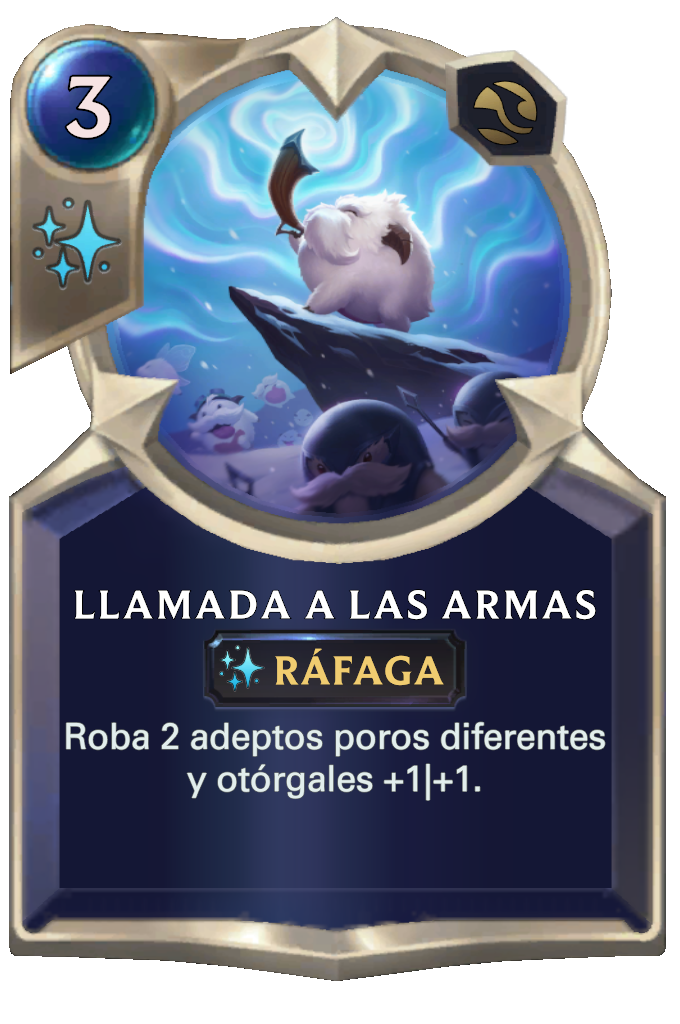 3
LLAMADA A LAS ARMAS
RÁFAGA
Roba 2 adeptos poros diferentes
y otórgales +1|+1.